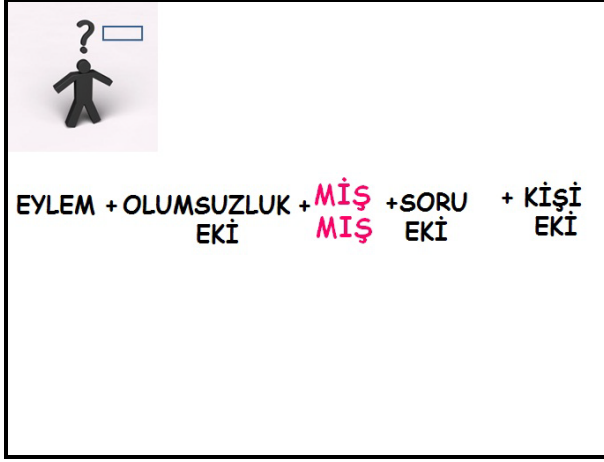 ?
EYLEM + OLUMSUZLUK EKİ + MİŞ MIŞ + SORU EKİ + KİŞİ EKİ